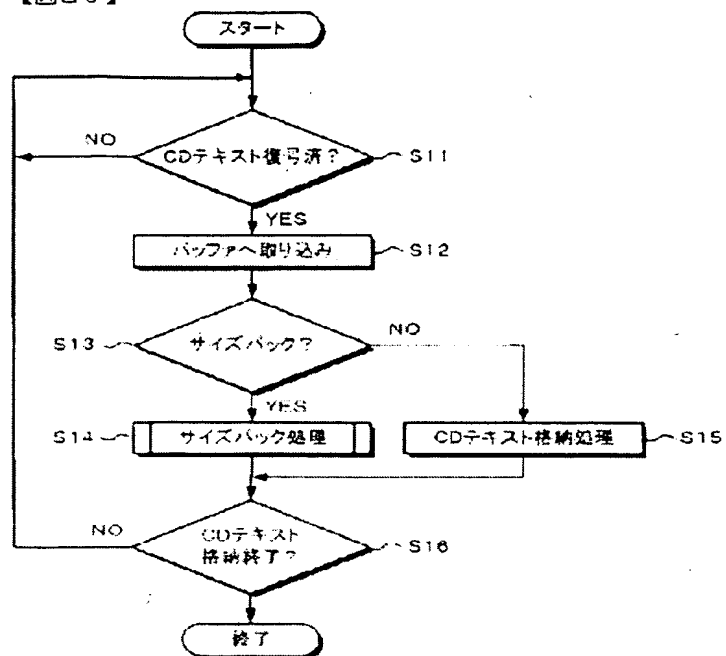 スタート
NO
CDテキスト復号済？
S11
YES
バッファへ取り込み
S12
S13
サイズパック？
NO
YES
S14
サイズパック処理
CDテキスト格納処理
S15
NO
CDテキスト
格納終了？
S16
終了